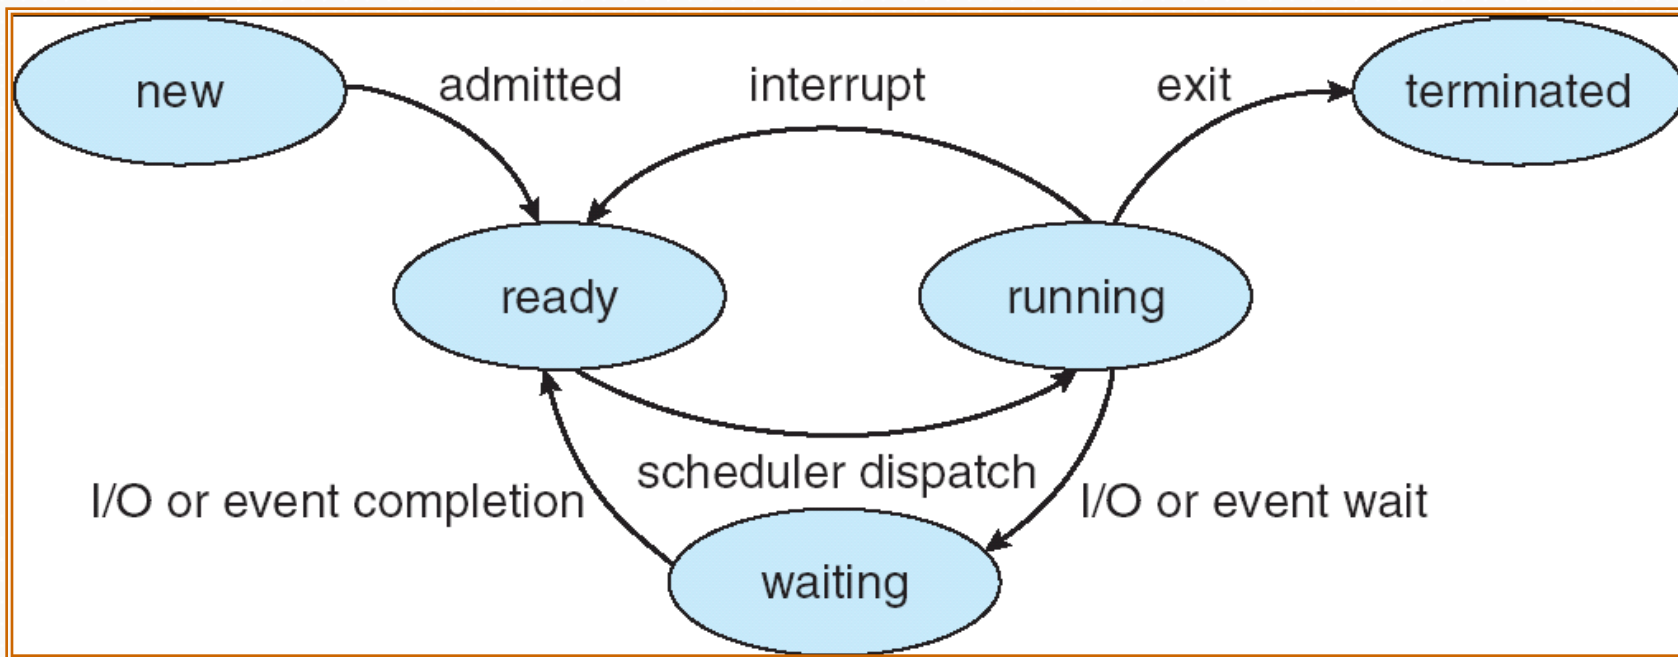 new
admitted
interrupt
exit
terminated
ready
running
scheduler dispatch
I/O or event completion
I/O or event wait
waiting